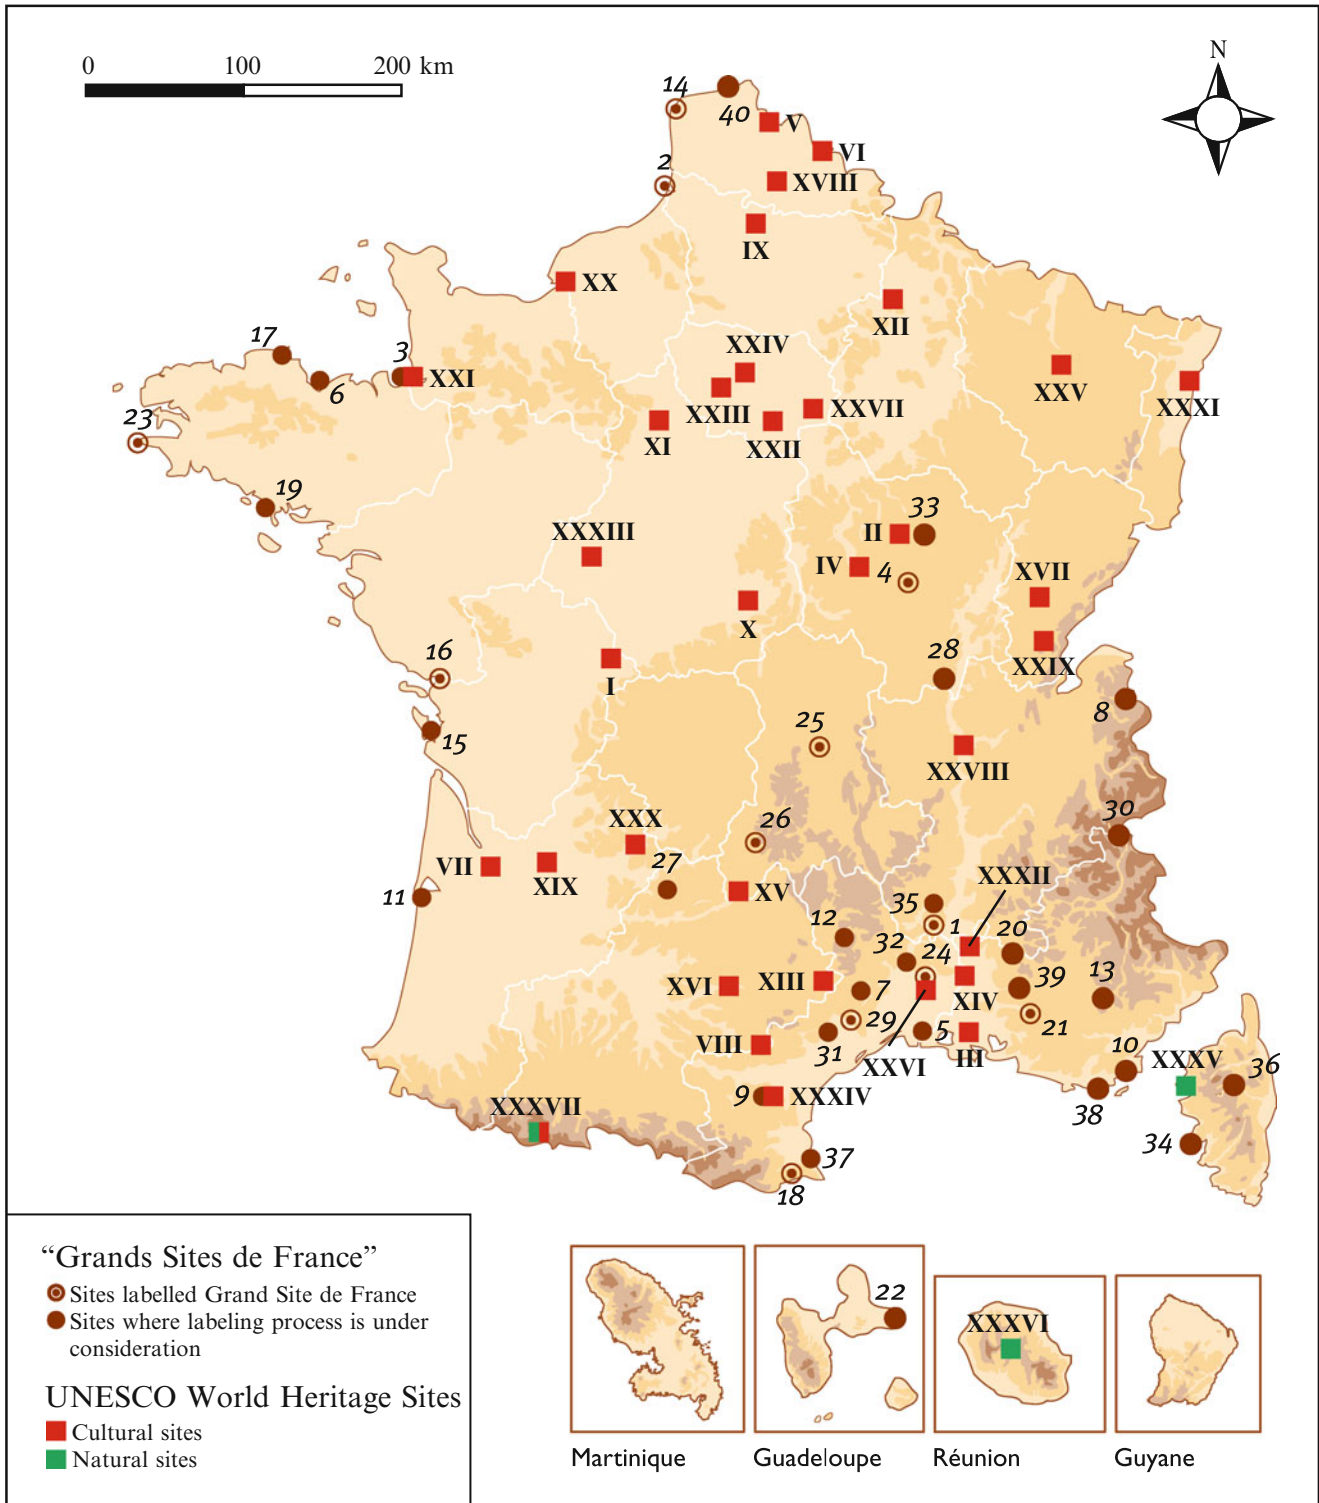 0 100 200 km
N
14
40
V
2
VI
XVIII
IX
XX
XII
17
3
XXIV
6
XXI
XXIII
XXVII
XXV
XXXI
23
XI
XXII
19
33
XXXIII
II
IV
4
XVII
X
16
28
XXIX
I
8
15
25
XXVIII
XXX
26
30
VII
XIX
27
XXXII
11
XV
35
12
1
20
32
24
39
13
XVI
XIII
7
XIV
29
21
VIII
31
5
III
10
XXVI
XXXV
36
9
XXXIV
38
XXXVII
34
37
18
“Grands Sites de France”
Sites labelled Grand Site de France
Sites where labeling process is under
consideration
UNESCO World Heritage Sites
Cultural sites
Natural sites
22
XXXVI
Martinique
Guadeloupe
Réunion
Guyane